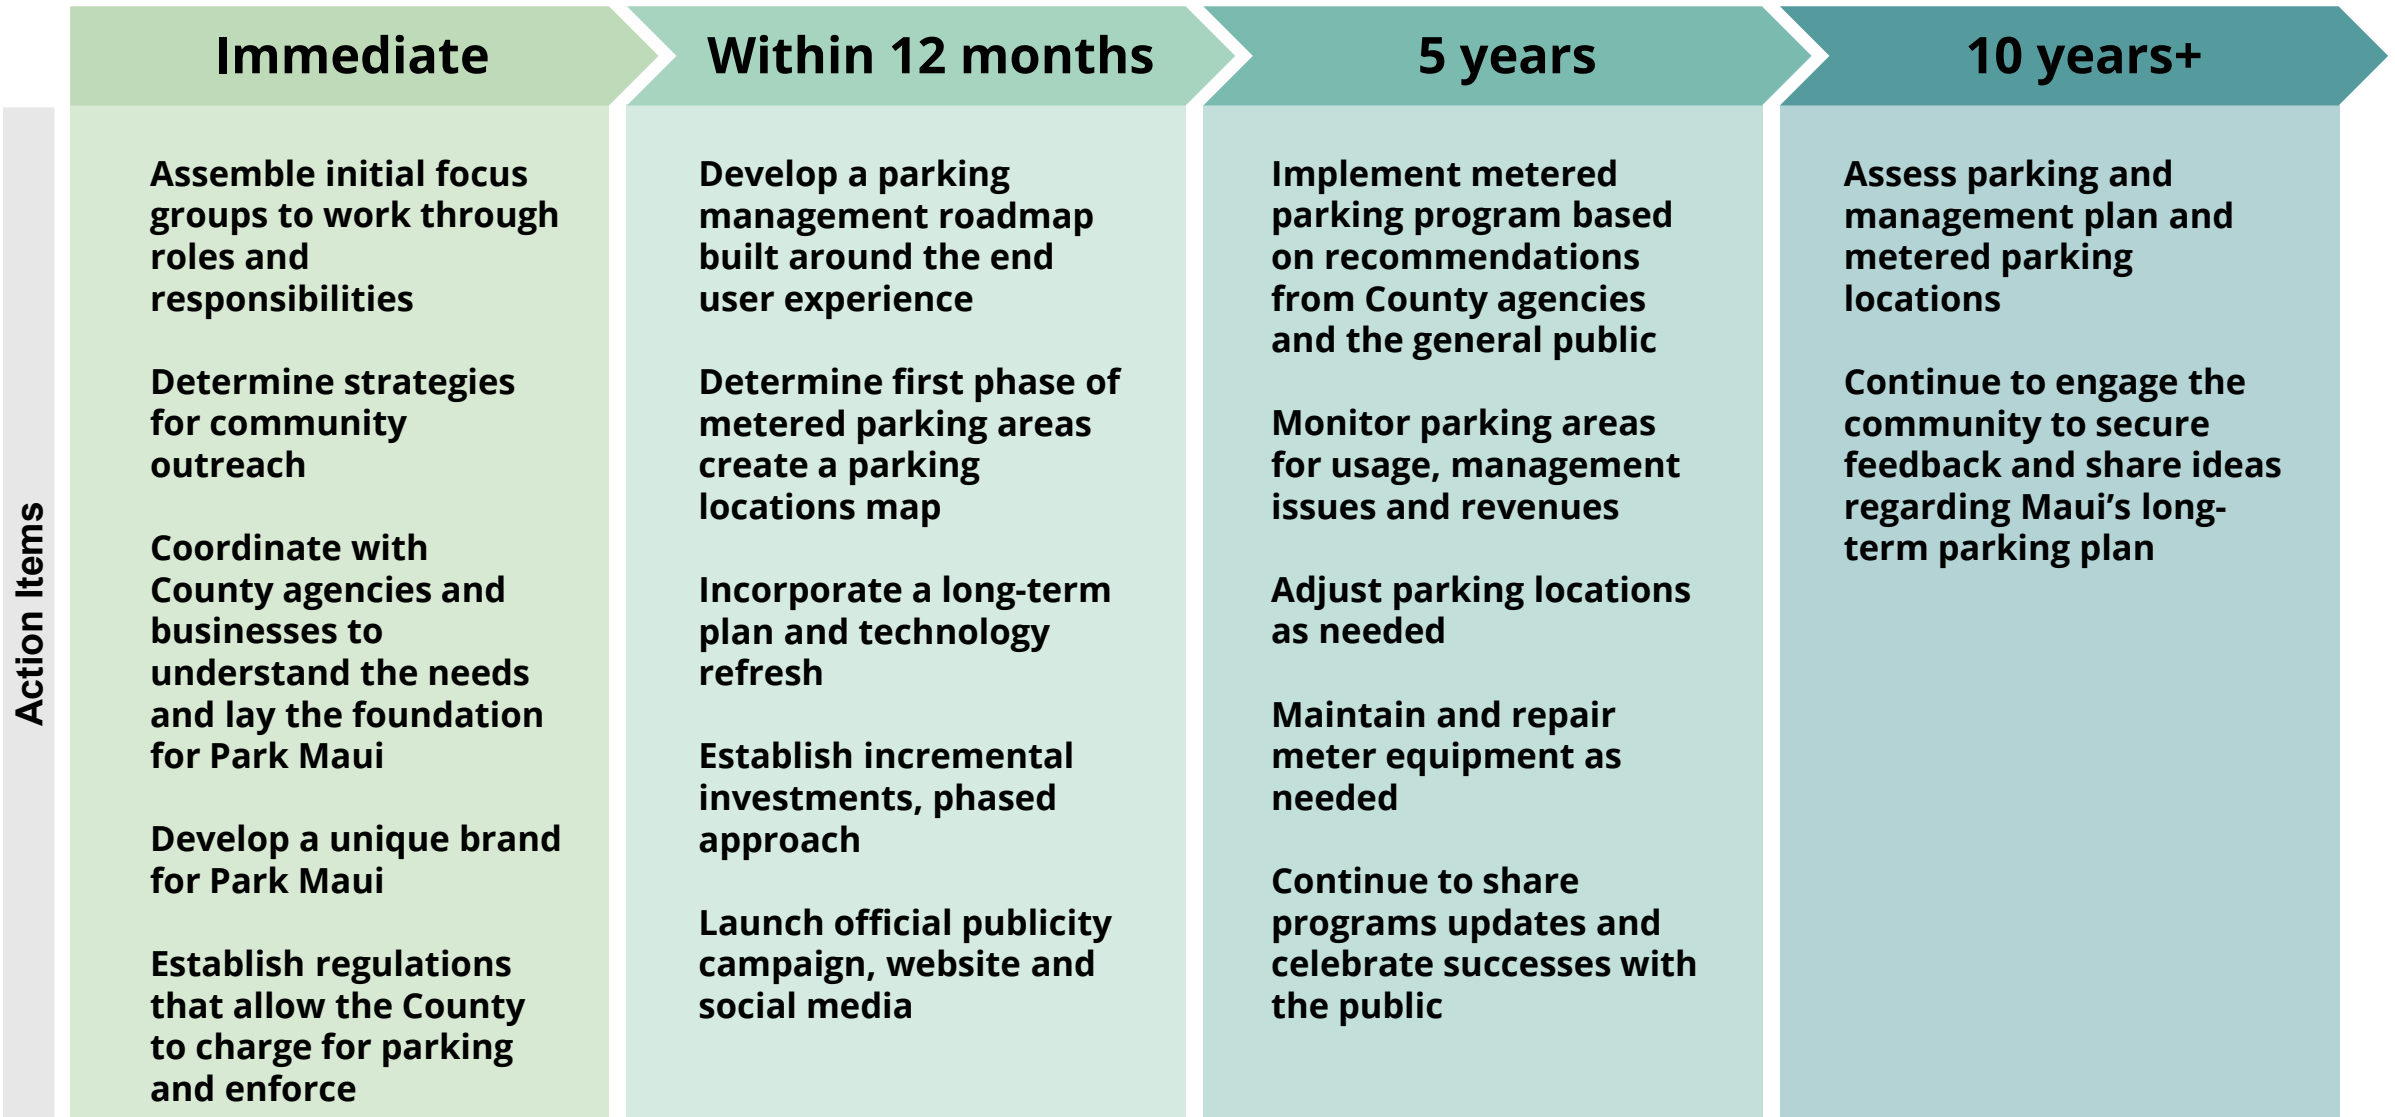 Immediate
Within 12 months
5 years
10 years+
Action Items
Assemble initial focus
groups to work through
roles and
responsibilities
Determine strategies
for community
outreach
Coordinate with
County agencies and
businesses to
understand the needs
and lay the foundation
for Park Maui
Develop a unique brand
for Park Maui
Establish regulations
that allow the County
to charge for parking
and enforce
Develop a parking
management roadmap
built around the end
user experience
Determine first phase of
metered parking areas
create a parking
locations map
Incorporate a long-term
plan and technology
refresh
Establish incremental
investments, phased
approach
Launch official publicity
campaign, website and
social media
Implement metered
parking program based
on recommendations
from County agencies
and the general public
Monitor parking areas
for usage, management
issues and revenues
Adjust parking locations
as needed
Maintain and repair
meter equipment as
needed
Continue to share
programs updates and
celebrate successes with
the public
Assess parking and
management plan and
metered parking
locations
Continue to engage the
community to secure
feedback and share ideas
regarding Maui’s long-
term parking plan